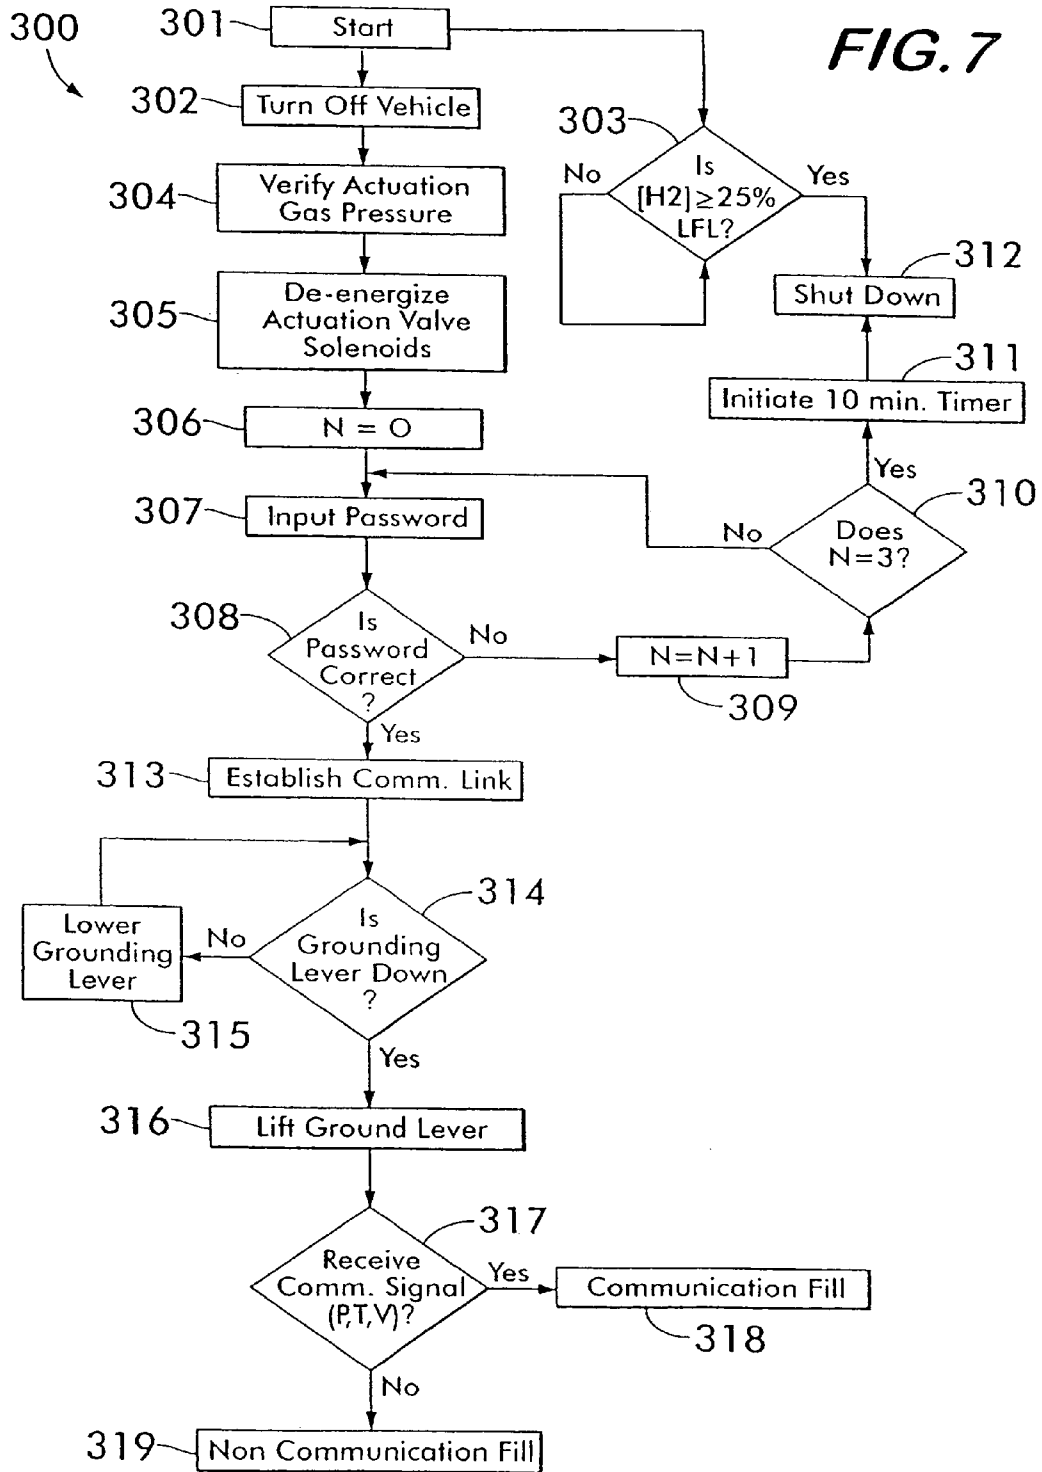 300
FIG. 7
301
Start
302
Turn Off Vehicle
303
Is
[H2] ≥ 25%
LFL?
No
Yes
304
Verify Actuation
Gas Pressure
312
Shut Down
305
De-energize
Actuation Valve
Solenoids
311
Initiate 10 min. Timer
306
N = O
Yes
310
Does
N=3?
No
307
Input Password
308
Is
Password
Correct
?
No
N=N+1
309
Yes
313
Establish Comm. Link
314
Is
Grounding
Lever Down
?
No
Lower
Grounding
Lever
315
Yes
316
Lift Ground Lever
317
Receive
Comm. Signal
(P,T,V)?
Yes
Communication Fill
318
No
319
Non Communication Fill